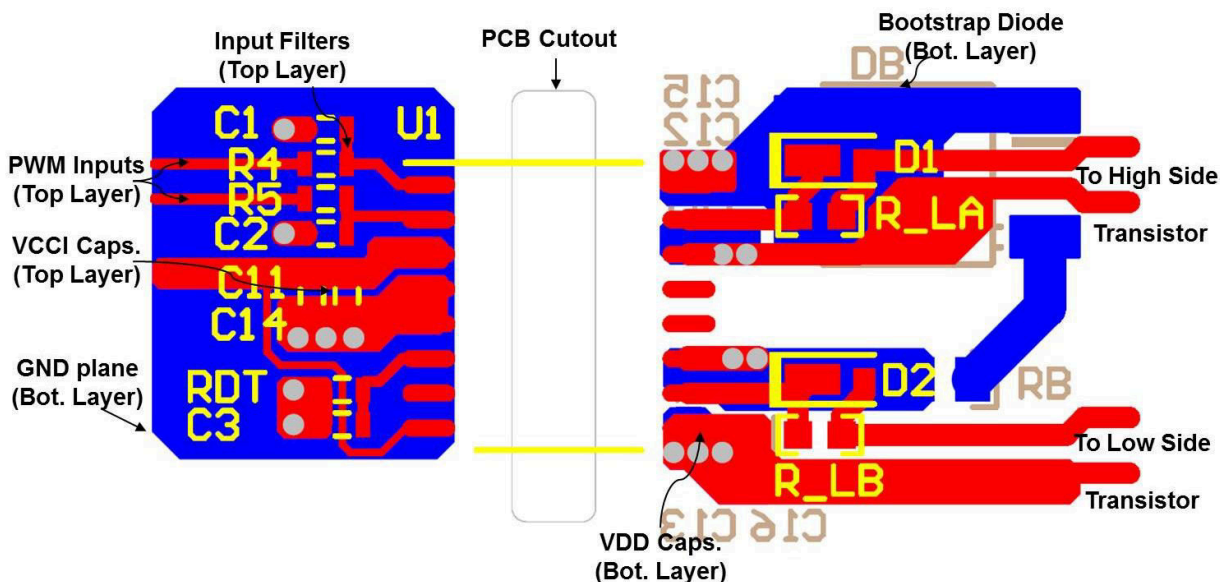 Input Filters
(Top Layer)
PCB Cutout
Bootstrap Diode
(Bot. Layer)
PWM Inputs
(Top Layer)
VCCI Caps.
(Top Layer)
GND plane
(Bot. Layer)
C1
U1
R4
R5
C2
C11
C14
RDT
C3
C15
C12
DB
D1
R_LA
To High Side
Transistor
D2
RB
R_LB
To Low Side
Transistor
C13
C16
VDD Caps.
(Bot. Layer)